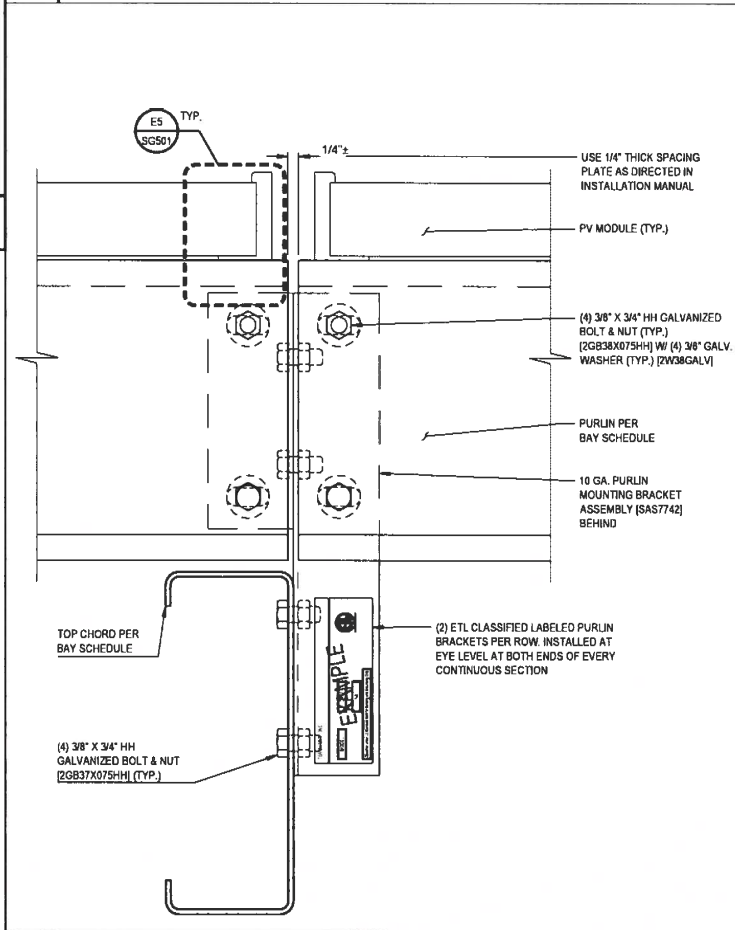 E5
SG501
TYP.
1/4"±
USE 1/4" THICK SPACING
PLATE AS DIRECTED IN
INSTALLATION MANUAL
PV MODULE (TYP.)
(4) 3/8" X 3/4" HH GALVANIZED
BOLT & NUT (TYP.)
[2GB38X075HH] W/ (4) 3/8" GALV.
WASHER (TYP.) [2W38GALV]
PURLIN PER
BAY SCHEDULE
10 GA. PURLIN
MOUNTING BRACKET
ASSEMBLY [SAS7742]
BEHIND
TOP CHORD PER
BAY SCHEDULE
(2) ETL CLASSIFIED LABELED PURLIN
BRACKETS PER ROW. INSTALLED AT
EYE LEVEL AT BOTH ENDS OF EVERY
CONTINUOUS SECTION
EXAMPLE
(4) 3/8" X 3/4" HH
GALVANIZED BOLT & NUT
[2GB37X075HH] (TYP.)